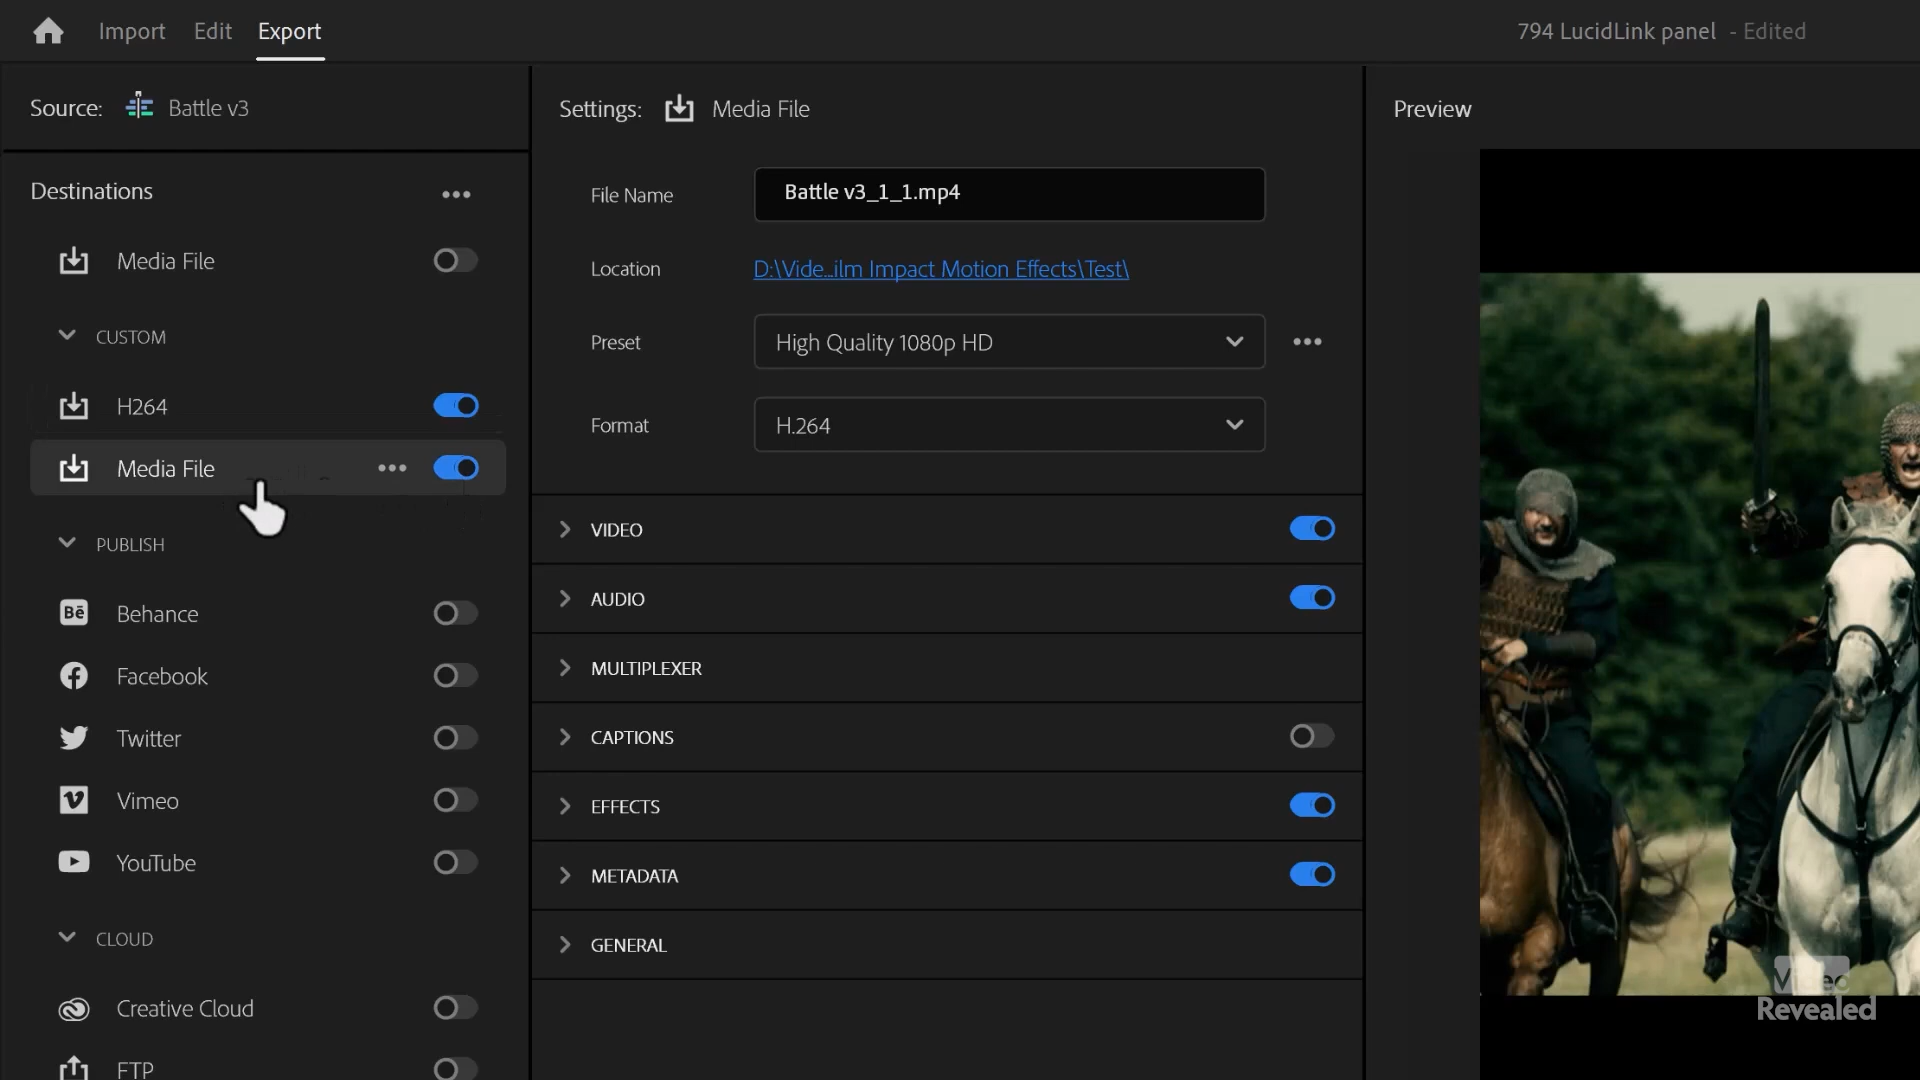 Import Edit Export
794 LucidLink panel - Edited
Source: Battle v3
Destinations
Media File
CUSTOM
H264
Media File
PUBLISH
Bē Behance
Facebook
Twitter
Vimeo
YouTube
CLOUD
Creative Cloud
FTP
Settings: Media File
File Name Battle v3_1_1.mp4
Location D:\Vide...ilm Impact Motion Effects\Test\
Preset High Quality 1080p HD
Format H.264
VIDEO
AUDIO
MULTIPLEXER
CAPTIONS
EFFECTS
METADATA
GENERAL
Preview
Video
Revealed